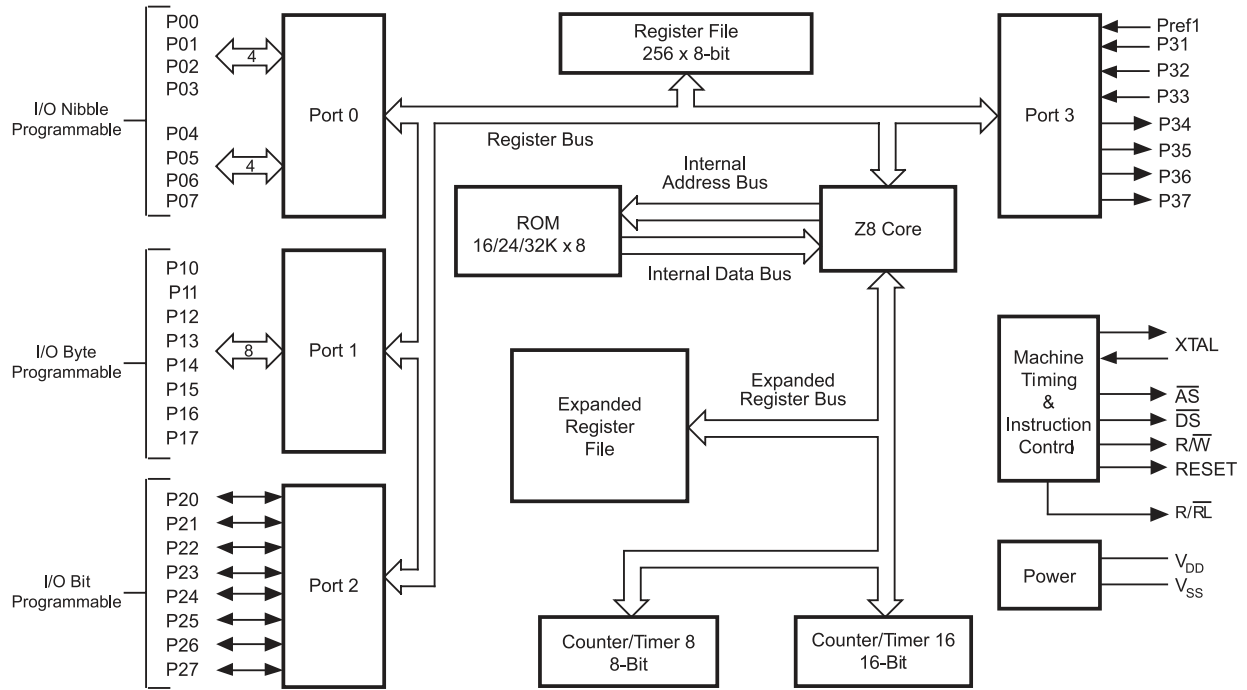 P00
P01
P02
P03
4
I/O Nibble
Programmable
P04
P05
P06
P07
4
Port 0
Register File
256 x 8-bit
Register Bus
Port 3
Pref1
P31
P32
P33
P34
P35
P36
P37
Internal
Address Bus
ROM
16/24/32K x 8
Z8 Core
Internal Data Bus
P10
P11
P12
P13
P14
P15
P16
P17
I/O Byte
Programmable
8
Port 1
Expanded
Register
File
Expanded
Register Bus
Machine
Timing
&
Instruction
Control
XTAL
A̅S̅
D̅S̅
R/W̅
RESET
R/R̅L̅
I/O Bit
Programmable
P20
P21
P22
P23
P24
P25
P26
P27
Port 2
Counter/Timer 8
8-Bit
Counter/Timer 16
16-Bit
Power
VDD
VSS